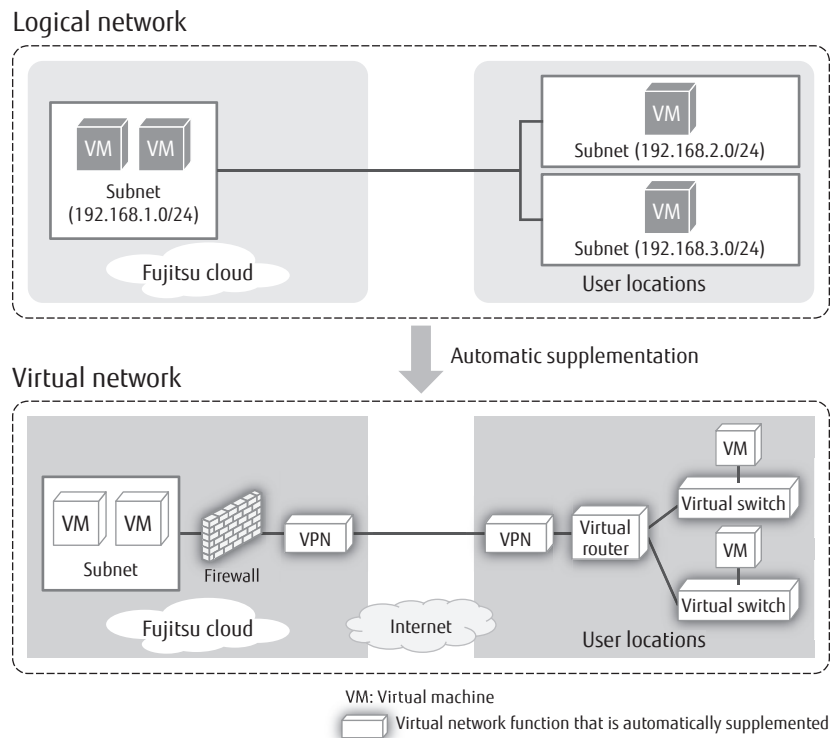 Logical network
VM VM
Subnet
(192.168.1.0/24)
Fujitsu cloud
VM
Subnet (192.168.2.0/24)
VM
Subnet (192.168.3.0/24)
User locations
Automatic supplementation
Virtual network
VM VM
Subnet
Firewall
VPN
Fujitsu cloud
Internet
VPN
Virtual
router
VM
Virtual switch
VM
Virtual switch
User locations
VM: Virtual machine
Virtual network function that is automatically supplemented